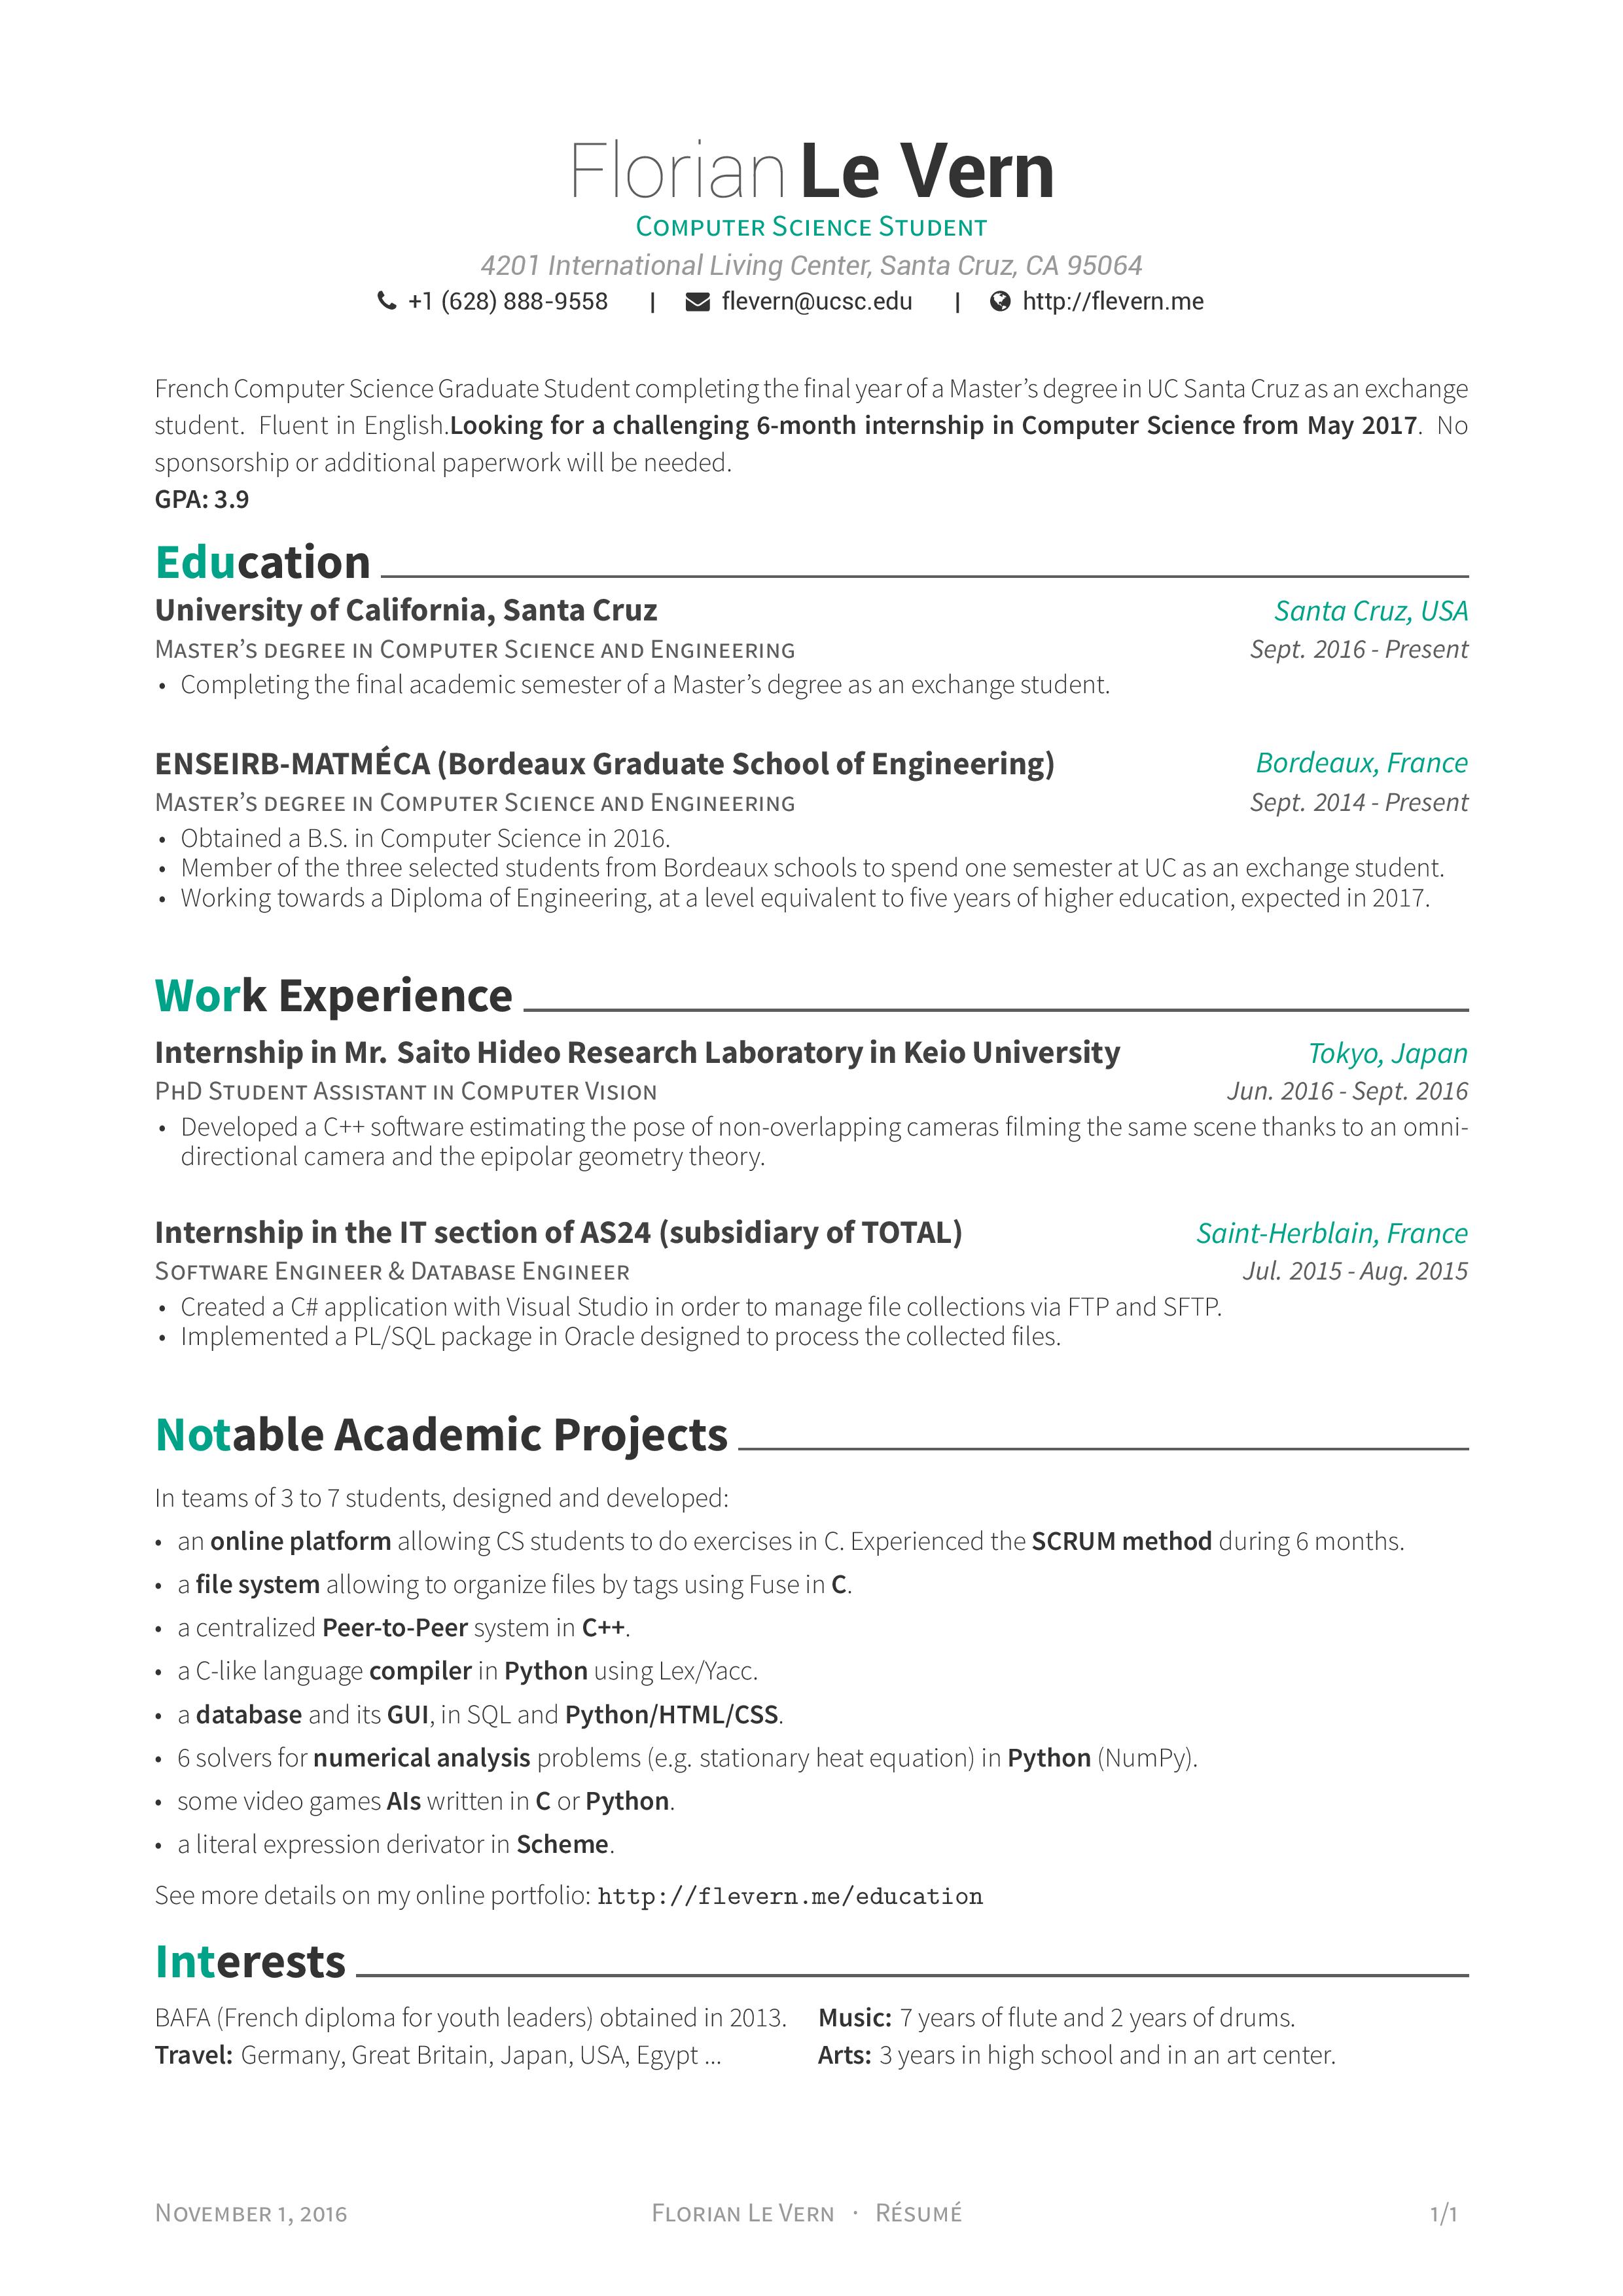 Florian Le Vern
Computer Science Student
4201 International Living Center, Santa Cruz, CA 95064
+1 (628) 888-9558 | flevern@ucsc.edu | http://flevern.me
French Computer Science Graduate Student completing the final year of a Master's degree in UC Santa Cruz as an exchange
student. Fluent in English.Looking for a challenging 6-month internship in Computer Science from May 2017. No
sponsorship or additional paperwork will be needed.
GPA: 3.9
Education
University of California, Santa Cruz Santa Cruz, USA
Master's degree in Computer Science and Engineering Sept. 2016 - Present
• Completing the final academic semester of a Master's degree as an exchange student.
ENSEIRB-MATMÉCA (Bordeaux Graduate School of Engineering) Bordeaux, France
Master's degree in Computer Science and Engineering Sept. 2014 - Present
• Obtained a B.S. in Computer Science in 2016.
• Member of the three selected students from Bordeaux schools to spend one semester at UC as an exchange student.
• Working towards a Diploma of Engineering, at a level equivalent to five years of higher education, expected in 2017.
Work Experience
Internship in Mr. Saito Hideo Research Laboratory in Keio University Tokyo, Japan
PhD Student Assistant in Computer Vision Jun. 2016 - Sept. 2016
• Developed a C++ software estimating the pose of non-overlapping cameras filming the same scene thanks to an omni-
directional camera and the epipolar geometry theory.
Internship in the IT section of AS24 (subsidiary of TOTAL) Saint-Herblain, France
Software Engineer & Database Engineer Jul. 2015 - Aug. 2015
• Created a C# application with Visual Studio in order to manage file collections via FTP and SFTP.
• Implemented a PL/SQL package in Oracle designed to process the collected files.
Notable Academic Projects
In teams of 3 to 7 students, designed and developed:
• an online platform allowing CS students to do exercises in C. Experienced the SCRUM method during 6 months.
• a file system allowing to organize files by tags using Fuse in C.
• a centralized Peer-to-Peer system in C++.
• a C-like language compiler in Python using Lex/Yacc.
• a database and its GUI, in SQL and Python/HTML/CSS.
• 6 solvers for numerical analysis problems (e.g. stationary heat equation) in Python (NumPy).
• some video games AIs written in C or Python.
• a literal expression derivator in Scheme.
See more details on my online portfolio: http://flevern.me/education
Interests
BAFA (French diploma for youth leaders) obtained in 2013. Music: 7 years of flute and 2 years of drums.
Travel: Germany, Great Britain, Japan, USA, Egypt ... Arts: 3 years in high school and in an art center.
November 1, 2016 Florian Le Vern · Résumé 1/1